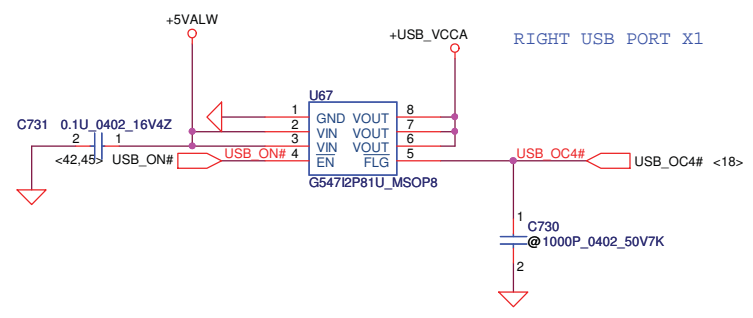 +5VALW
+USB_VCCA
RIGHT USB PORT X1
U67
C731 0.1U_0402_16V4Z
2 1
<42,45> USB_ON#
USB_ON#
1 GND VOUT 8
2 VIN VOUT 7
3 VIN VOUT 6
4 EN FLG 5
G547I2P81U_MSOP8
USB_OC4#
USB_OC4# <18>
1
C730
@1000P_0402_50V7K
2